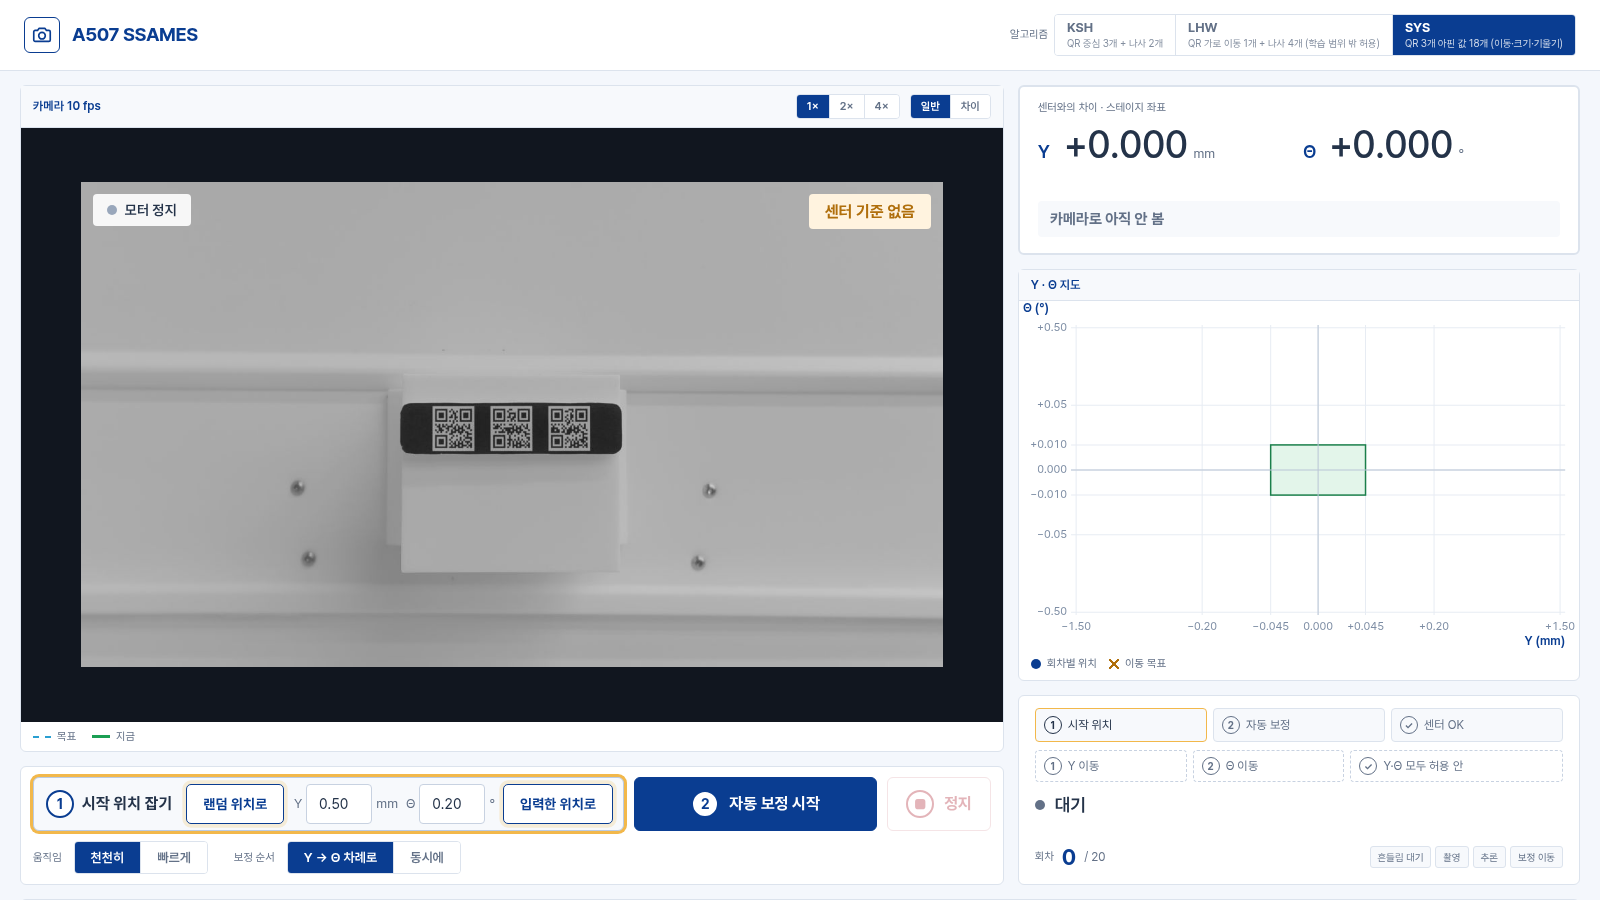 A507 SSAMES
알고리즘
KSH
QR 중심 3개 + 나사 2개
LHW
QR 가로 이동 1개 + 나사 4개 (학습 범위 밖 허용)
SYS
QR 3개 아핀 값 18개 (이동·크기·기울기)
카메라 10 fps
1×
2×
4×
일반
차이
모터 정지
센터 기준 없음
목표
지금
1 시작 위치 잡기
랜덤 위치로
Y 0.50 mm
Θ 0.20 °
입력한 위치로
2 자동 보정 시작
정지
움직임
천천히
빠르게
보정 순서
Y → Θ 차례로
동시에
센터와의 차이 · 스테이지 좌표
Y +0.000 mm
Θ +0.000 °
카메라로 아직 안 봄
Y · Θ 지도
Θ (°)
+0.50
+0.05
+0.010
0.000
−0.010
−0.05
−0.50
−1.50
−0.20
−0.045
0.000
+0.045
+0.20
+1.50
Y (mm)
회차별 위치
이동 목표
1 시작 위치
2 자동 보정
센터 OK
1 Y 이동
2 Θ 이동
Y·Θ 모두 허용 안
대기
회차 0 / 20
흔들림 대기
촬영
추론
보정 이동